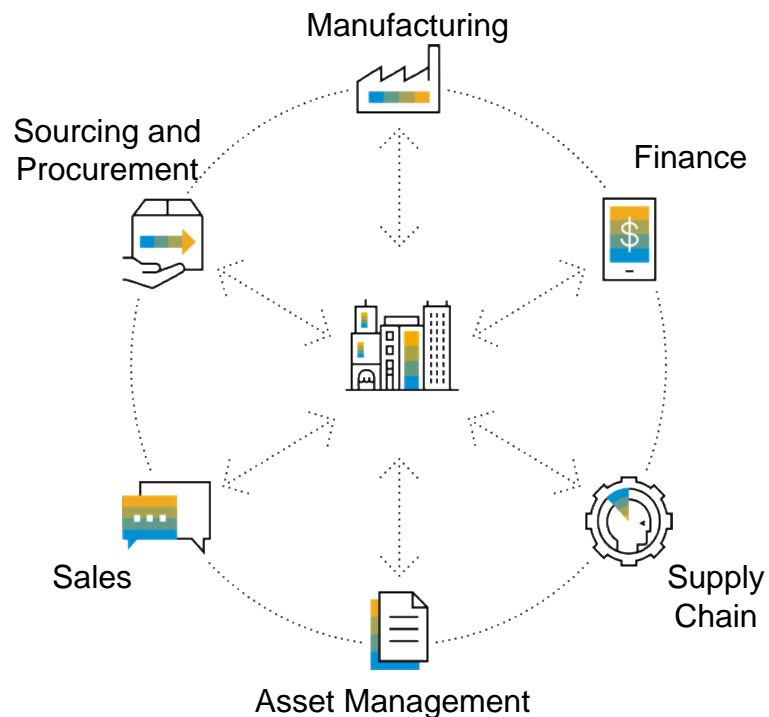 Manufacturing
Sourcing and
Procurement
Finance
$
Sales
Supply
Chain
Asset Management